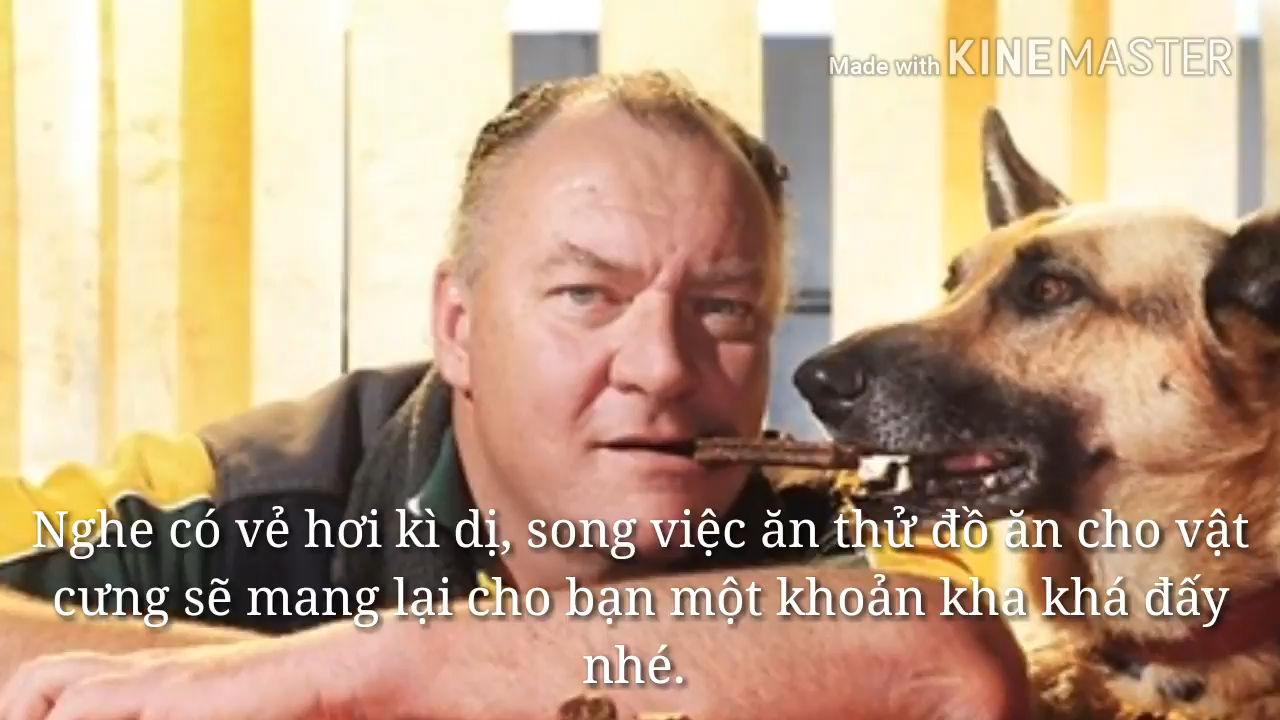 Made with KINEMASTER
Nghe có vẻ hơi kì dị, song việc ăn thử đồ ăn cho vật
cưng sẽ mang lại cho bạn một khoản kha khá đấy
nhé.